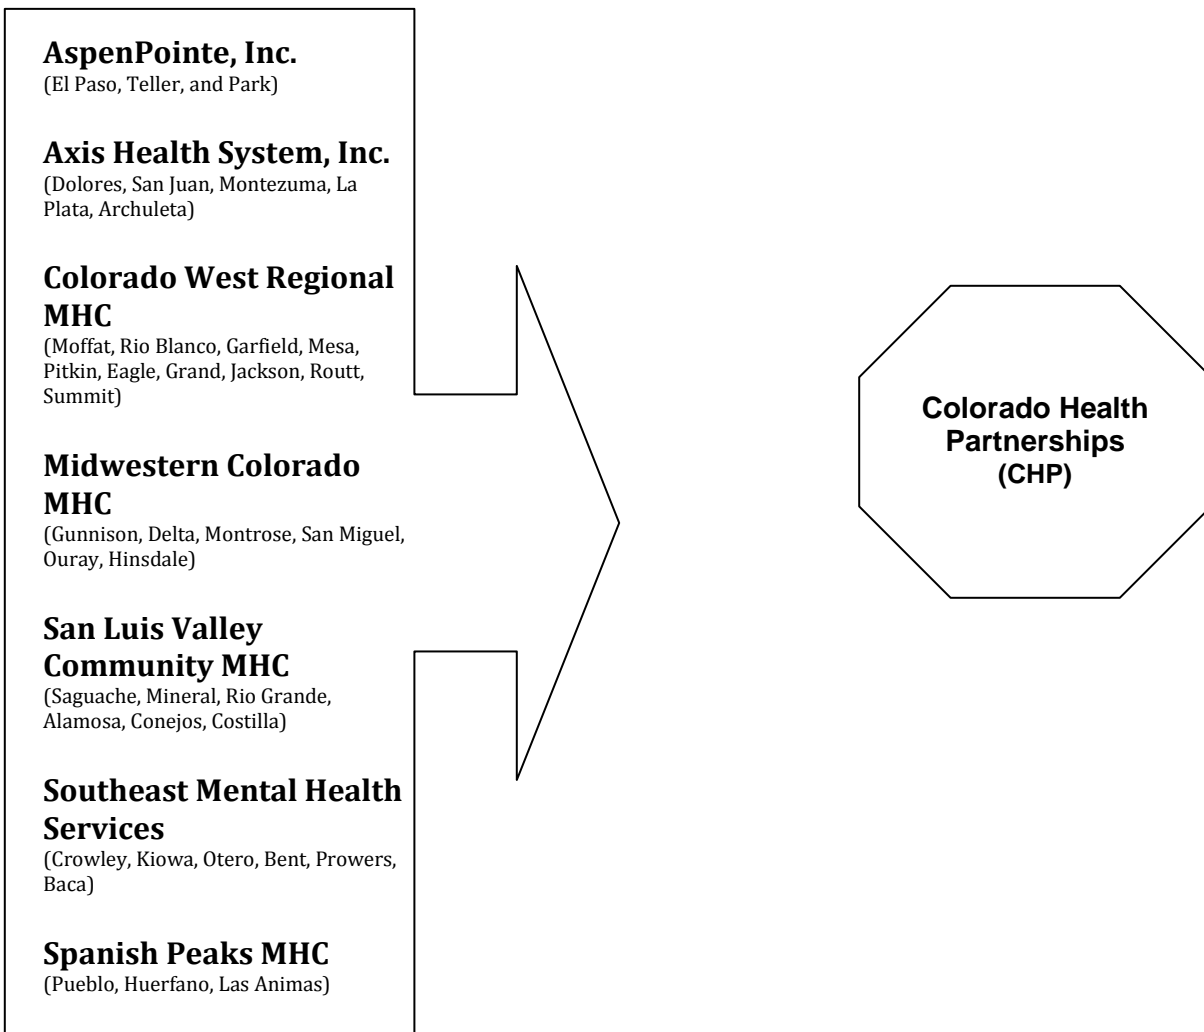 AspenPointe, Inc.
(El Paso, Teller, and Park)
Axis Health System, Inc.
(Dolores, San Juan, Montezuma, La
Plata, Archuleta)
Colorado West Regional
MHC
(Moffat, Rio Blanco, Garfield, Mesa,
Pitkin, Eagle, Grand, Jackson, Routt,
Summit)
Midwestern Colorado
MHC
(Gunnison, Delta, Montrose, San Miguel,
Ouray, Hinsdale)
San Luis Valley
Community MHC
(Saguache, Mineral, Rio Grande,
Alamosa, Conejos, Costilla)
Southeast Mental Health
Services
(Crowley, Kiowa, Otero, Bent, Prowers,
Baca)
Spanish Peaks MHC
(Pueblo, Huerfano, Las Animas)
Colorado Health
Partnerships
(CHP)